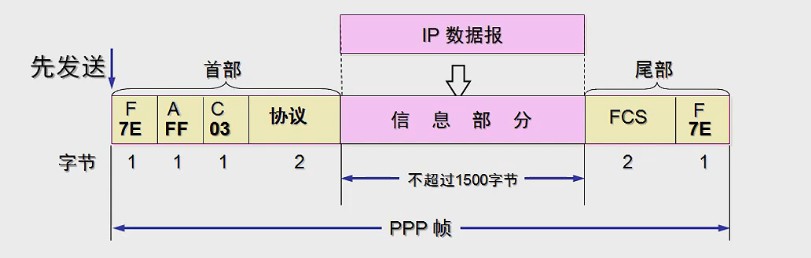 IP 数据报
先发送
首部
尾部
F A C
7E FF 03 协议 信息部分 FCS F 7E
字节 1 1 1 2 不超过1500字节 2 1
PPP 帧